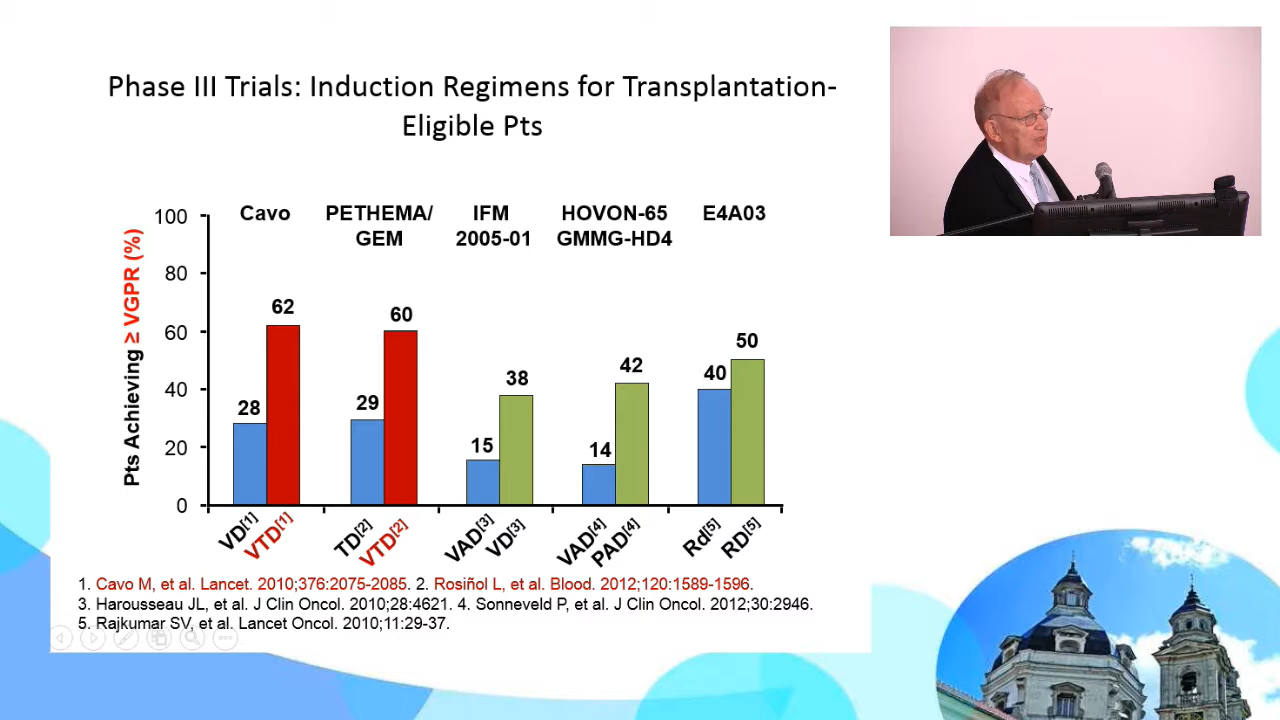 Phase III Trials: Induction Regimens for Transplantation-
Eligible Pts
Pts Achieving ≥ VGPR (%)
100
80
60
40
20
0
Cavo
PETHEMA/
GEM
IFM
2005-01
HOVON-65
GMMG-HD4
E4A03
28
62
29
60
15
38
14
42
40
50
VD[1]
VTD[1]
TD[2]
VTD[2]
VAD[3]
VD[3]
VAD[4]
PAD[4]
Rd[5]
RD[5]
1. Cavo M, et al. Lancet. 2010;376:2075-2085. 2. Rosiñol L, et al. Blood. 2012;120:1589-1596.
3. Harousseau JL, et al. J Clin Oncol. 2010;28:4621. 4. Sonneveld P, et al. J Clin Oncol. 2012;30:2946.
5. Rajkumar SV, et al. Lancet Oncol. 2010;11:29-37.